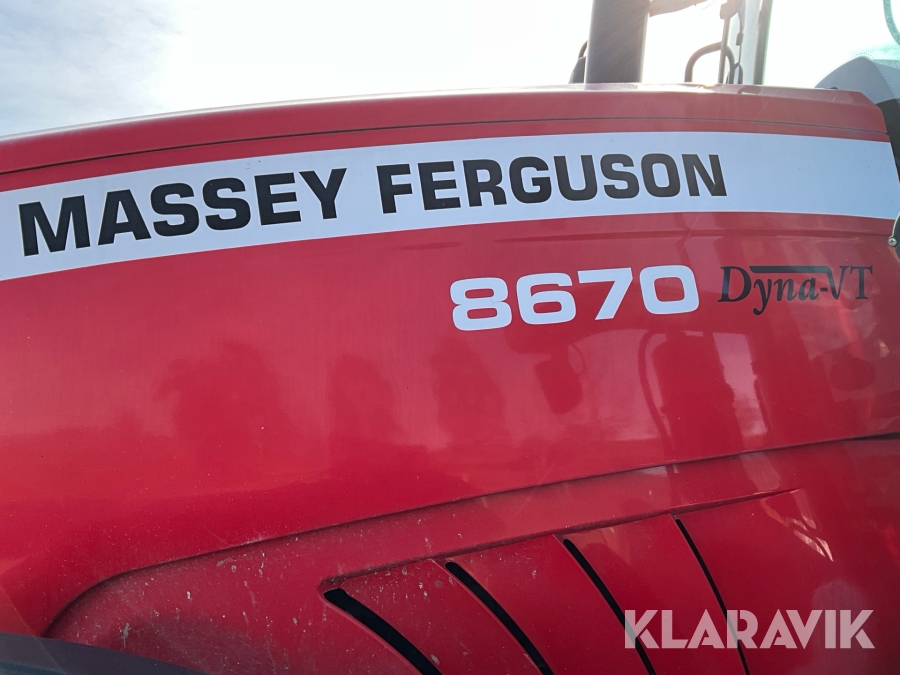 MASSEY FERGUSON
8670 Dyna-VT
KLARAVIK